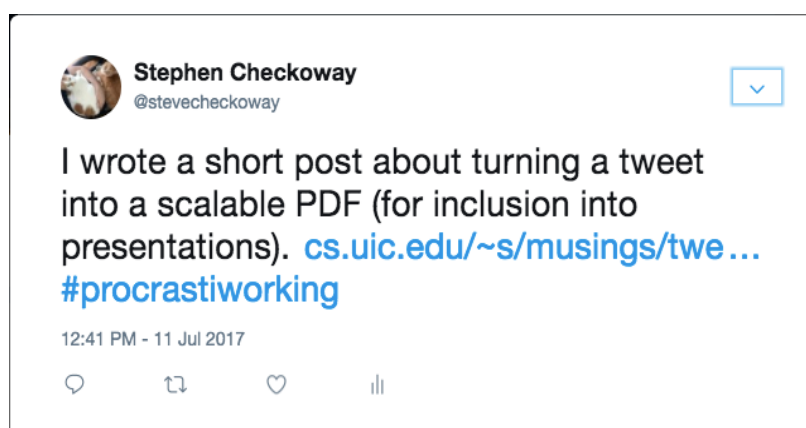 Stephen Checkoway
@stevecheckoway
I wrote a short post about turning a tweet
into a scalable PDF (for inclusion into
presentations). cs.uic.edu/~s/musings/twe…
#procrastiworking
12:41 PM - 11 Jul 2017